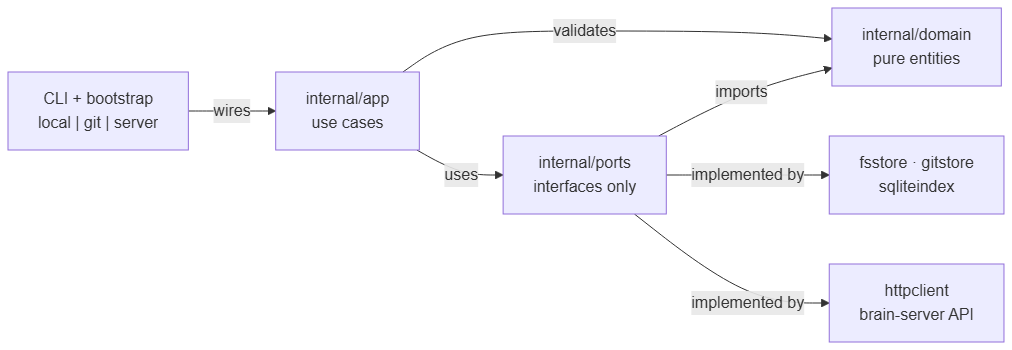 CLI + bootstrap
local | git | server
wires
internal/app
use cases
validates
uses
internal/ports
interfaces only
imports
implemented by
implemented by
internal/domain
pure entities
fsstore · gitstore
sqliteindex
httpclient
brain-server API